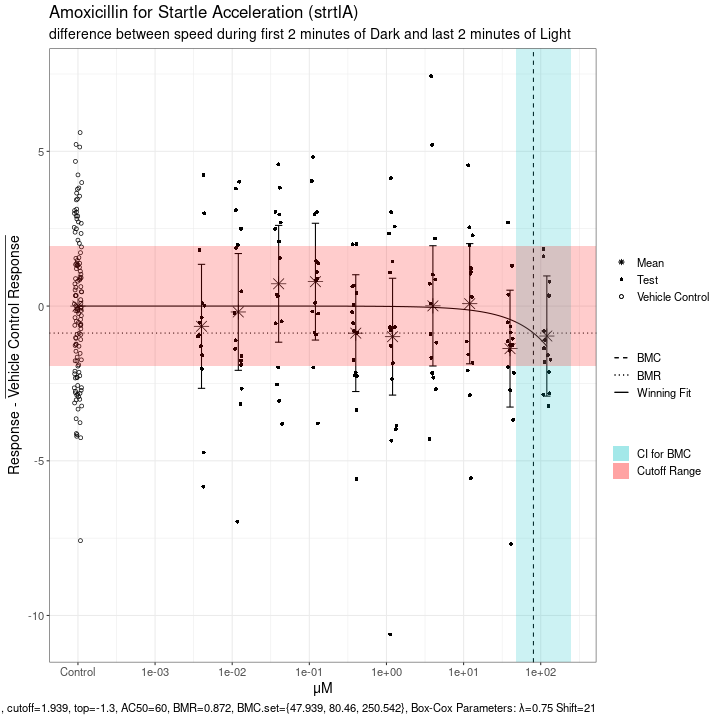 Amoxicillin for Startle Acceleration (strtlA)
difference between speed during first 2 minutes of Dark and last 2 minutes of Light
Response - Vehicle Control Response
5
0
-5
-10
Control
1e-03
1e-02
1e-01
1e+00
1e+01
1e+02
μM
Mean
Test
Vehicle Control
BMC
BMR
Winning Fit
CI for BMC
Cutoff Range
, cutoff=1.939, top=-1.3, AC50=60, BMR=0.872, BMC.set={47.939, 80.46, 250.542}, Box-Cox Parameters: λ=0.75 Shift=21